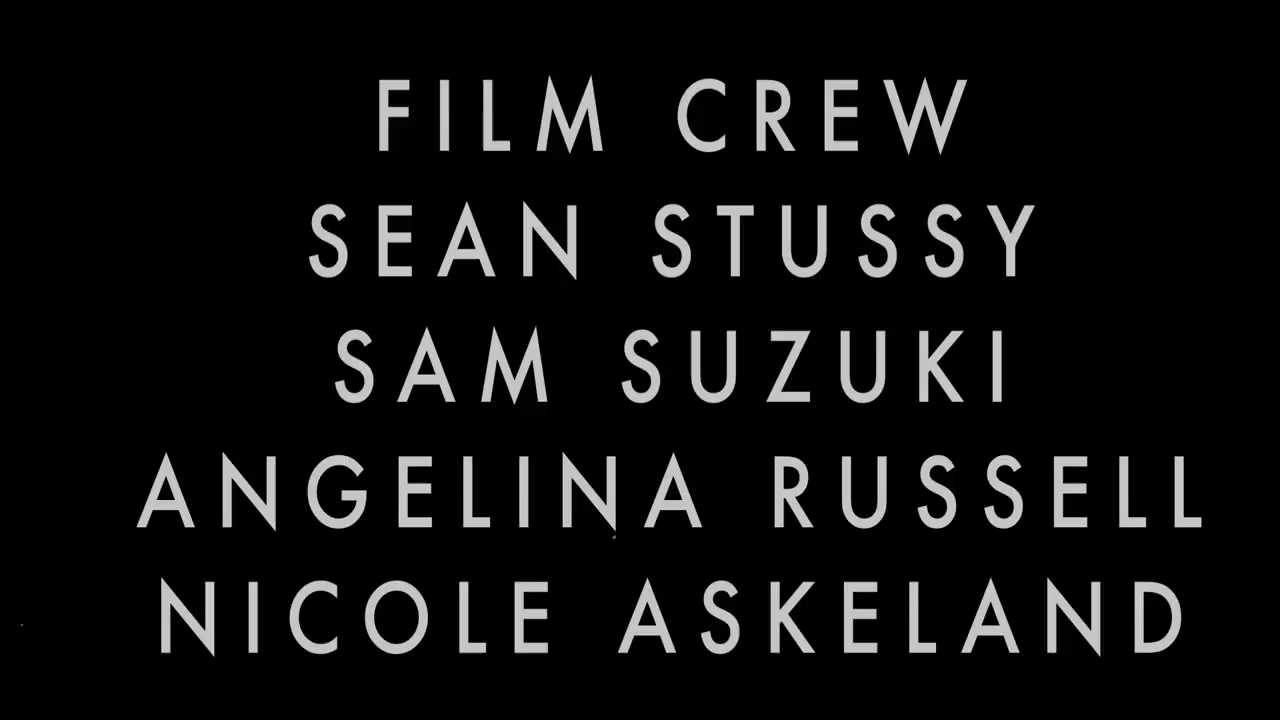 FILM CREW
SEAN STUSSY
SAM SUZUKI
ANGELINA RUSSELL
NICOLE ASKELAND